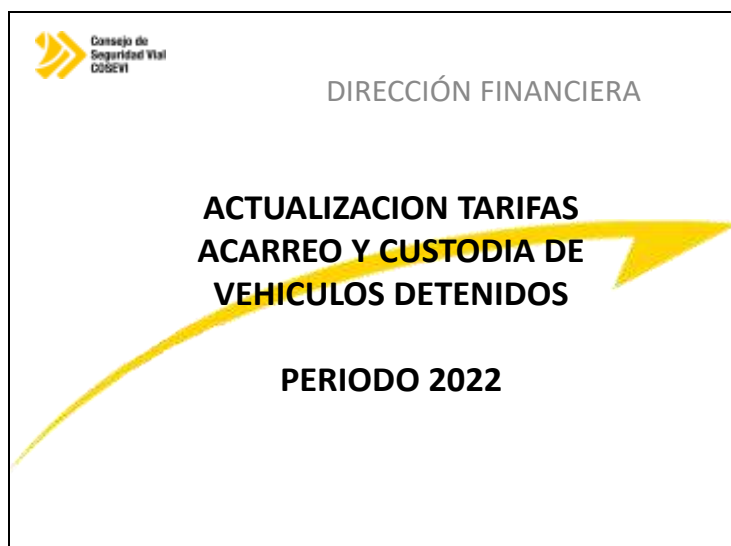 Consejo de
Seguridad Vial
COSEVI
DIRECCIÓN FINANCIERA
ACTUALIZACION TARIFAS
ACARREO Y CUSTODIA DE
VEHICULOS DETENIDOS
PERIODO 2022